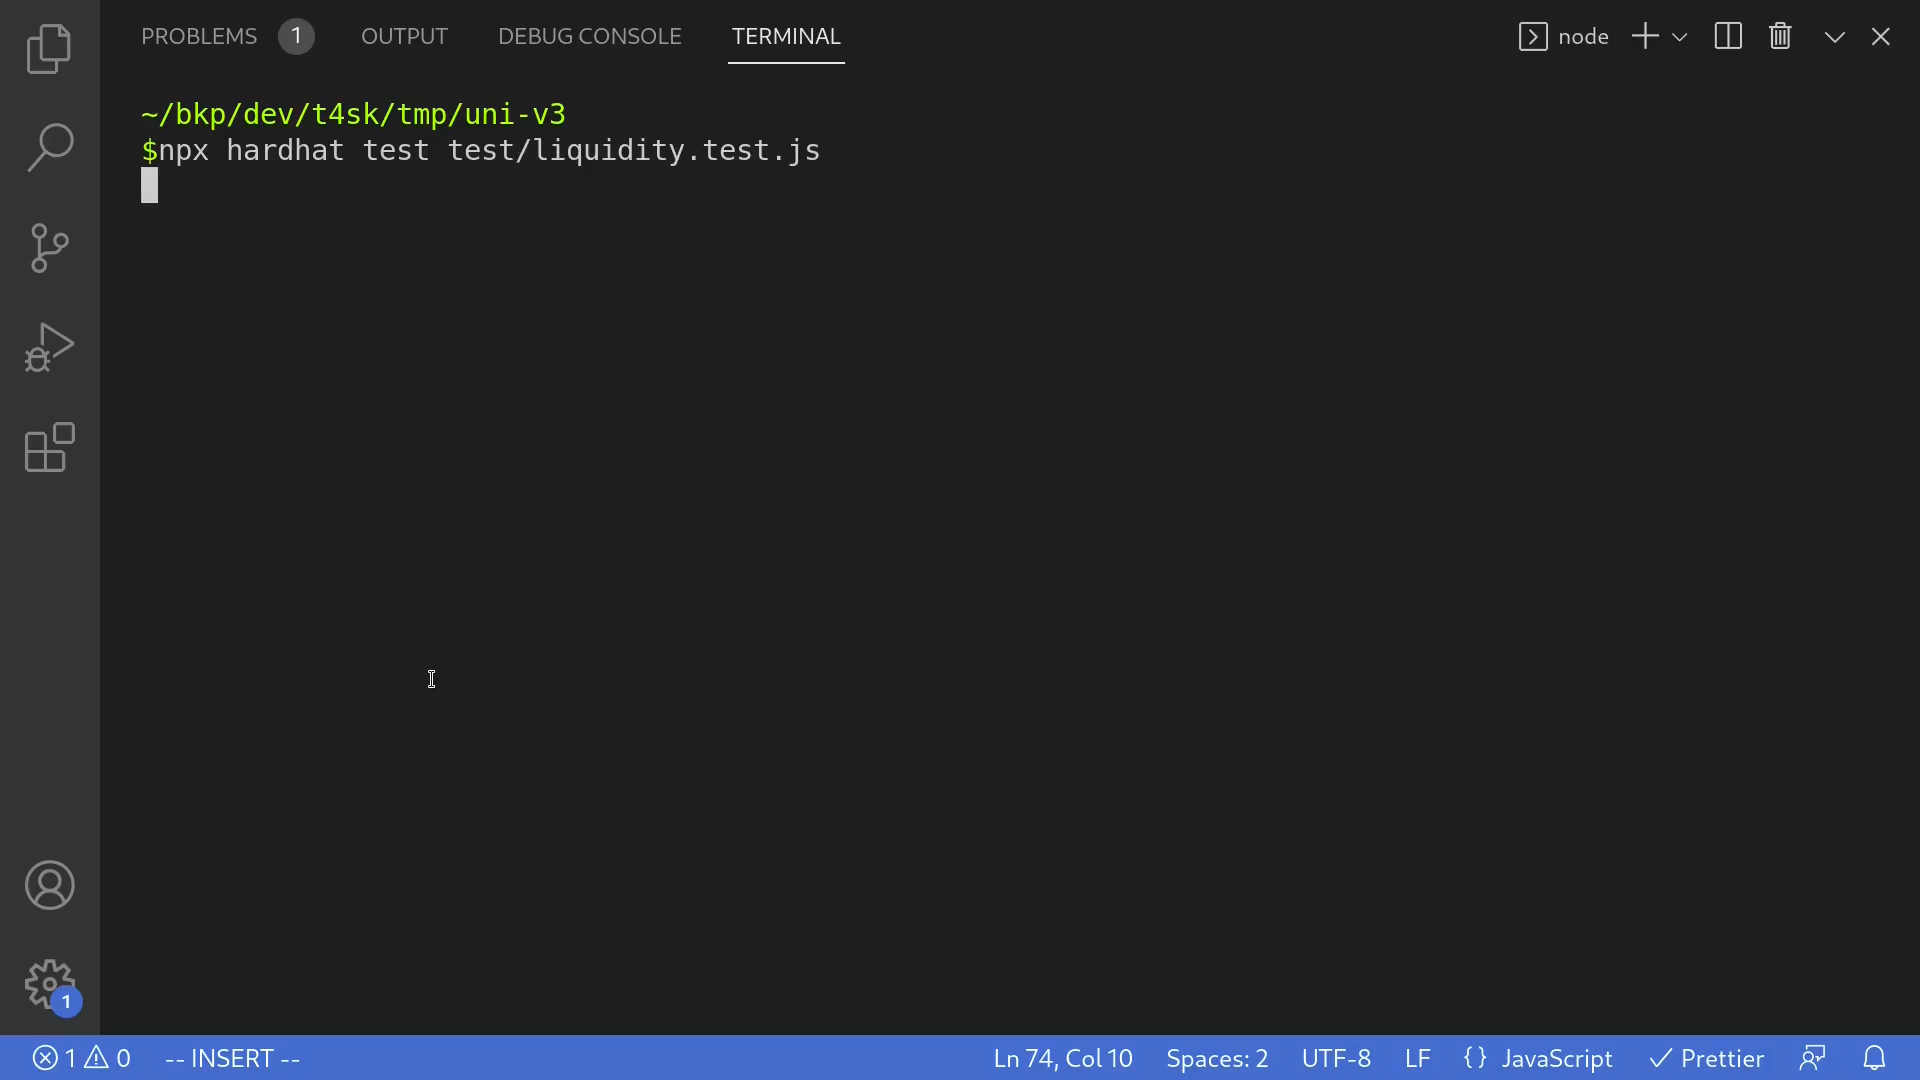 PROBLEMS 1 OUTPUT DEBUG CONSOLE TERMINAL node
~/bkp/dev/t4sk/tmp/uni-v3
$npx hardhat test test/liquidity.test.js
1
1 0 -- INSERT -- Ln 74, Col 10 Spaces: 2 UTF-8 LF {} JavaScript Prettier